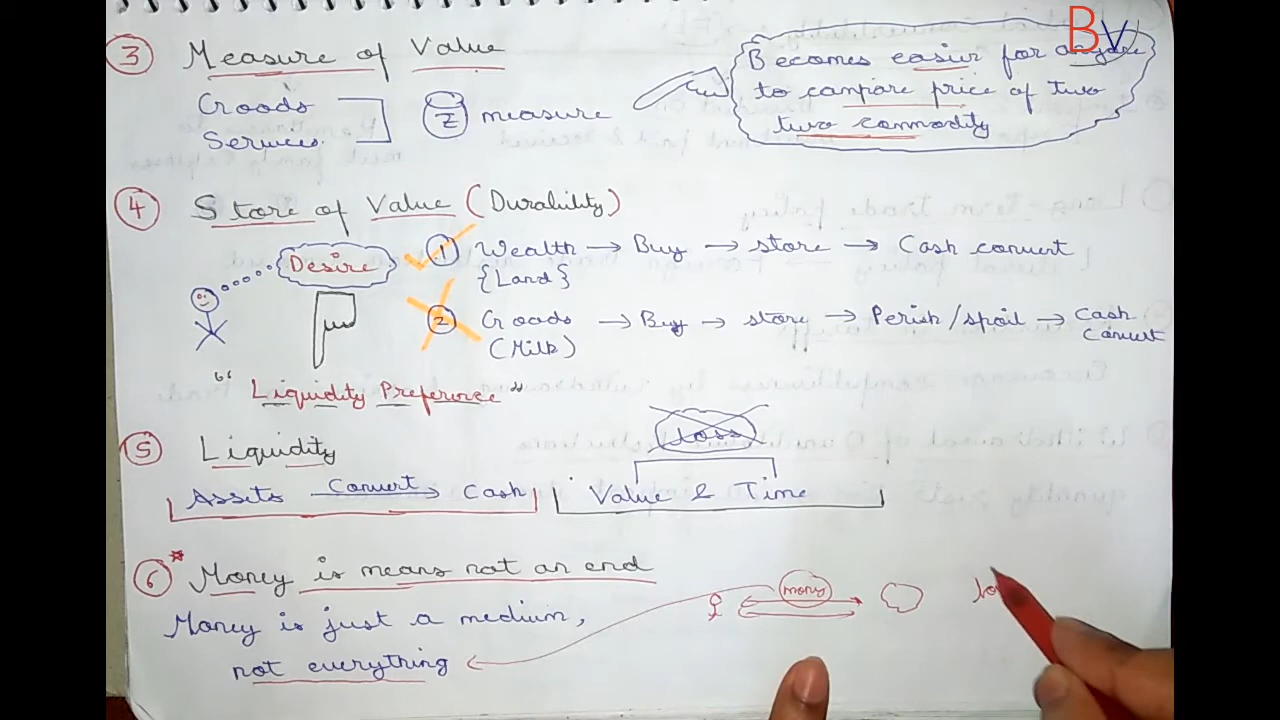 BV
③ Measure of Value
Goods
Services.
Z measure
Becomes easier for anyone
to compare price of two
two commodity
④ Store of Value (Durability)
Desire
① Wealth → Buy → store → Cash convert
{Land}
② Goods → Buy → store → Perish/spoil → Cash convert
(Milk)
"Liquidity Preference"
⑤ Liquidity
loss
Assets Convert → Cash
Value & Time
⑥ * Money is means not an end
money
Money is just a medium,
not everything